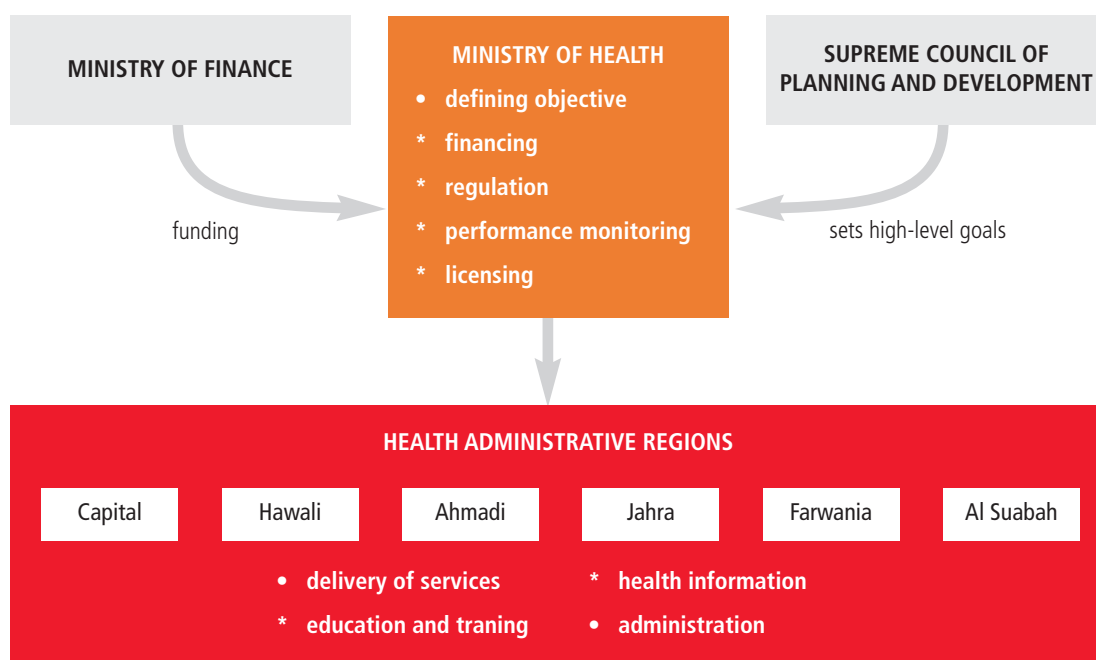 MINISTRY OF FINANCE
MINISTRY OF HEALTH
• defining objective
* financing
* regulation
* performance monitoring
* licensing
SUPREME COUNCIL OF
PLANNING AND DEVELOPMENT
funding
sets high-level goals
HEALTH ADMINISTRATIVE REGIONS
Capital
Hawali
Ahmadi
Jahra
Farwania
Al Suabah
• delivery of services
* education and traning
* health information
• administration